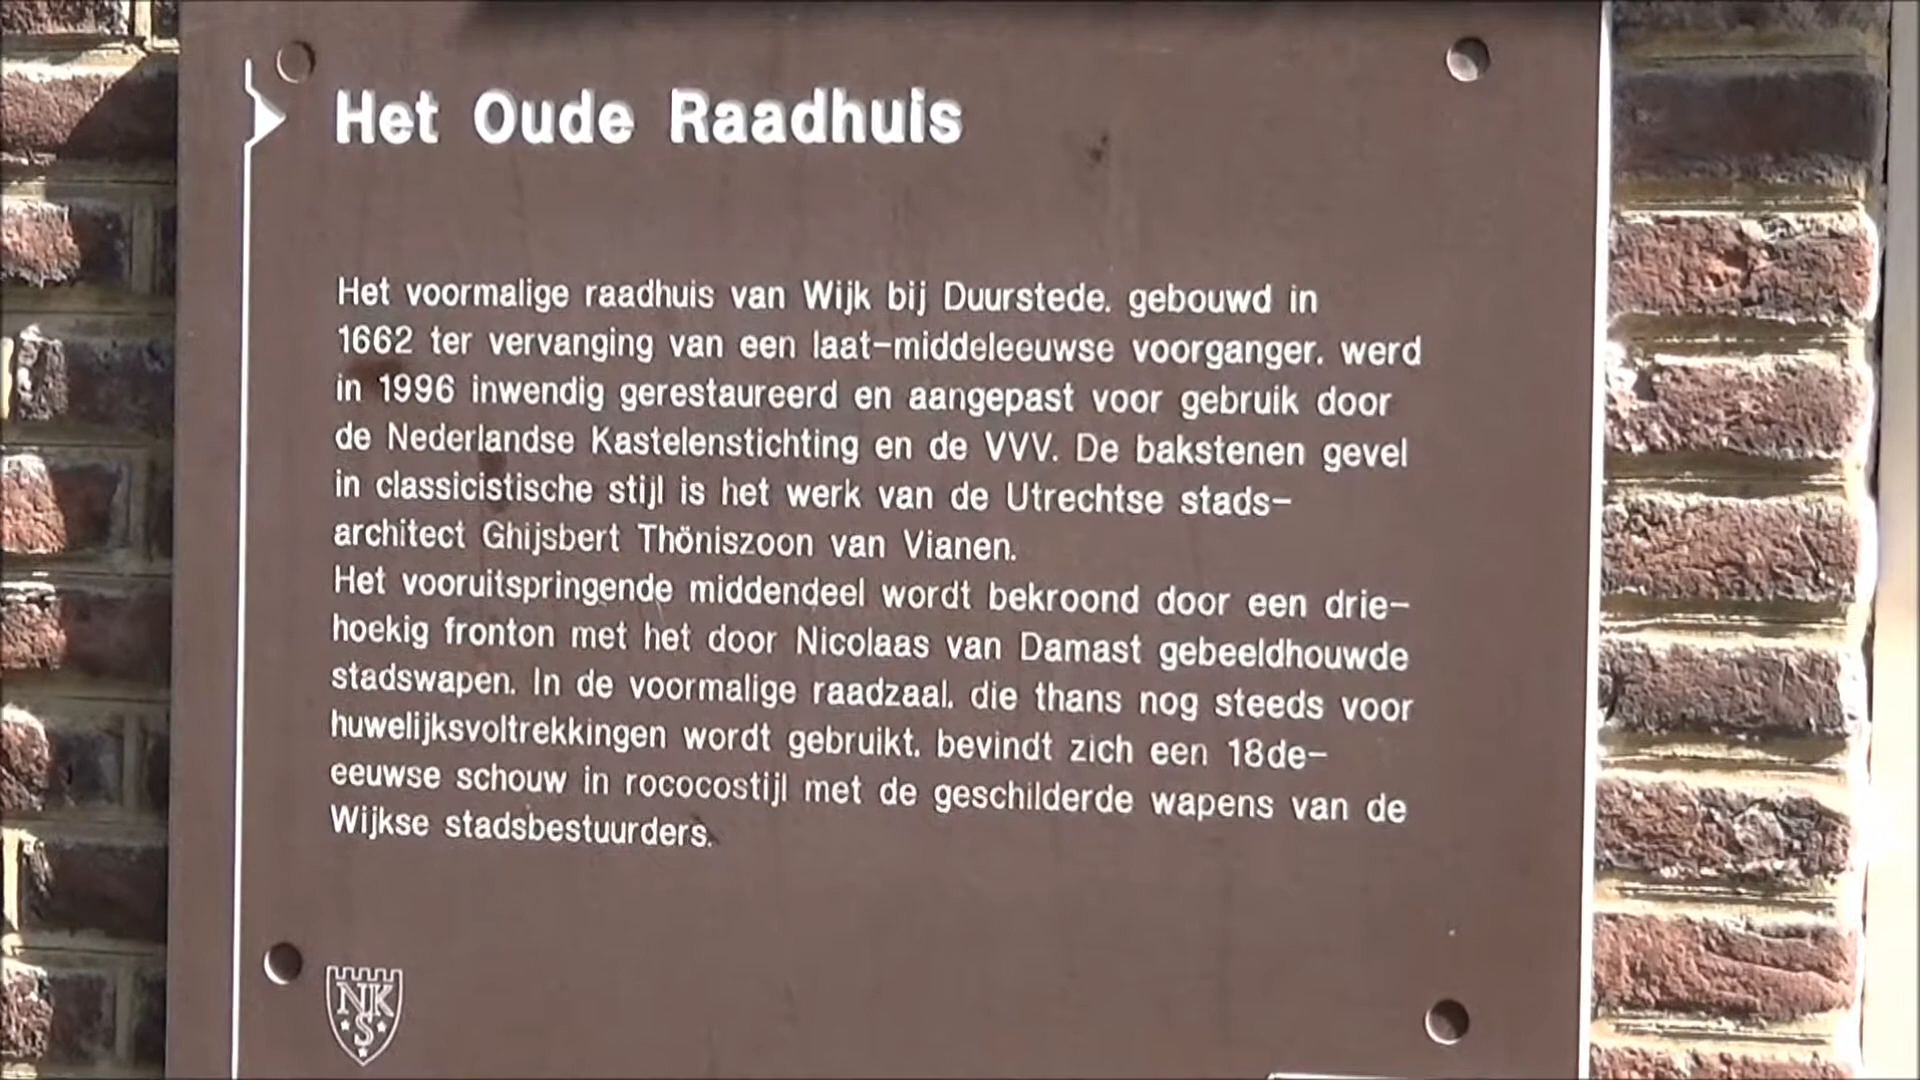 Het Oude Raadhuis
Het voormalige raadhuis van Wijk bij Duurstede, gebouwd in
1662 ter vervanging van een laat-middeleeuwse voorganger, werd
in 1996 inwendig gerestaureerd en aangepast voor gebruik door
de Nederlandse Kastelenstichting en de VVV. De bakstenen gevel
in classicistische stijl is het werk van de Utrechtse stads-
architect Ghijsbert Thöniszoon van Vianen.
Het vooruitspringende middendeel wordt bekroond door een drie-
hoekig fronton met het door Nicolaas van Damast gebeeldhouwde
stadswapen. In de voormalige raadzaal, die thans nog steeds voor
huwelijksvoltrekkingen wordt gebruikt, bevindt zich een 18de-
eeuwse schouw in rococostijl met de geschilderde wapens van de
Wijkse stadsbestuurders.
NKS